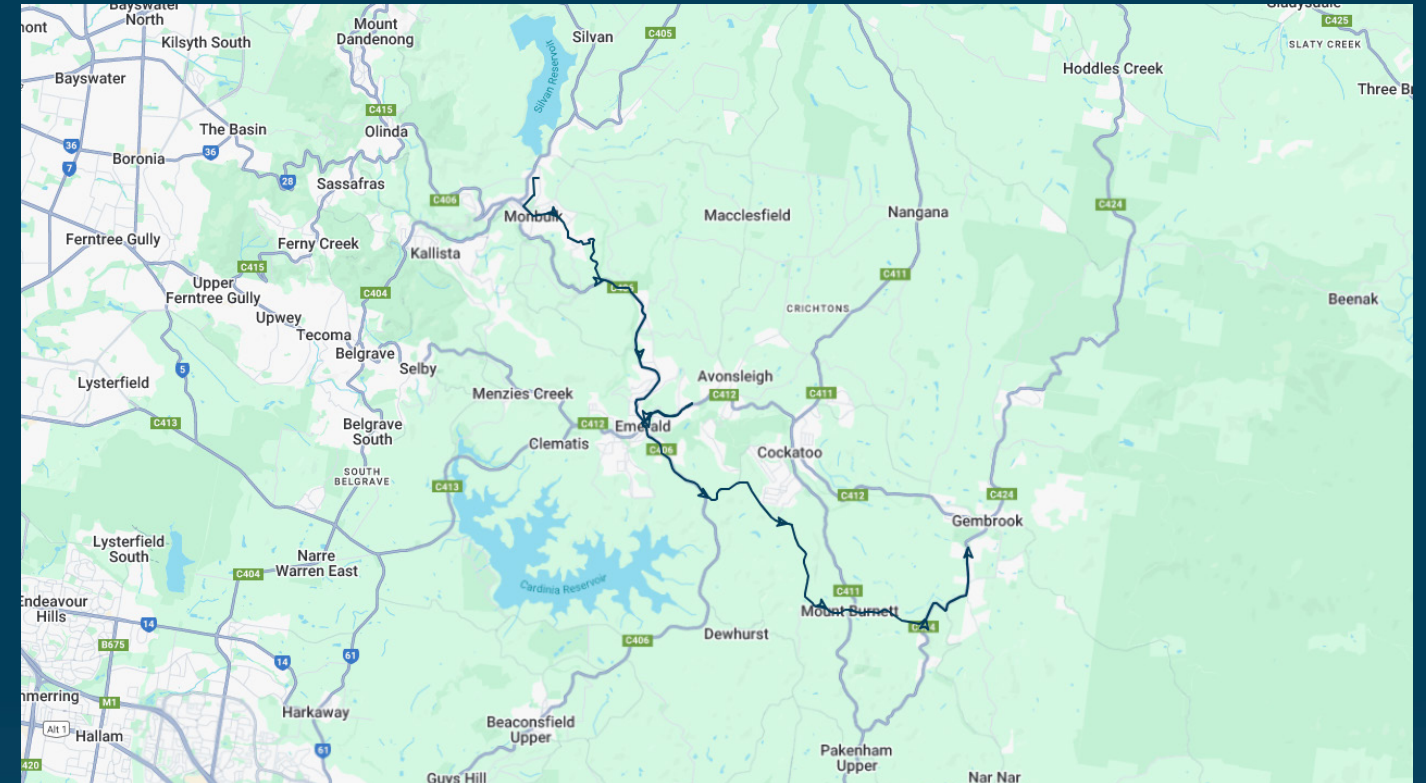 Bayswater
North
Mount
Dandenong
Kilsyth South
Silvan
C405
C425
SLATY CREEK
Hoddles Creek
Bayswater
Silvan Reservoir
C415
The Basin
Olinda
36
7
Boronia
36
28
Sassafras
C406
Monbulk
Macclesfield
Nangana
C424
Ferntree Gully
Ferny Creek
Kallista
C415
C411
Upper
Ferntree Gully
C404
Upwey
Tecoma
CRICHTONS
Beenak
Belgrave
Selby
5
Lysterfield
Menzies Creek
Avonsleigh
C412
C411
C413
Belgrave
South
C412
Emerald
Clematis
C406
Cockatoo
SOUTH
BELGRAVE
C413
C412
C424
Gembrook
Lysterfield
South
Narre
Warren East
C404
Cardinia Reservoir
C411
Mount Burnett
Endeavour
Hills
14
B675
14
61
C406
Dewhurst
M1
Harkaway
Alt 1
Hallam
61
Beaconsfield
Upper
Pakenham
Upper
420
Guys Hill
Nar Nar